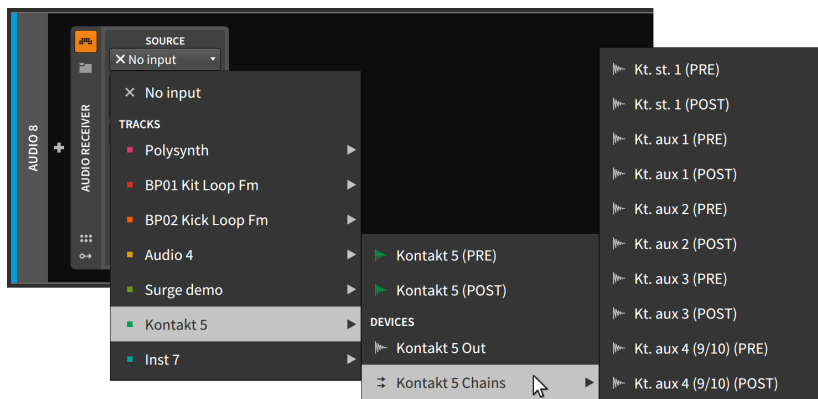 AUDIO 8
AUDIO RECEIVER
SOURCE
No input
No input
TRACKS
Polysynth
BP01 Kit Loop Fm
BP02 Kick Loop Fm
Audio 4
Surge demo
Kontakt 5
Inst 7
Kontakt 5 (PRE)
Kontakt 5 (POST)
DEVICES
Kontakt 5 Out
Kontakt 5 Chains
Kt. st. 1 (PRE)
Kt. st. 1 (POST)
Kt. aux 1 (PRE)
Kt. aux 1 (POST)
Kt. aux 2 (PRE)
Kt. aux 2 (POST)
Kt. aux 3 (PRE)
Kt. aux 3 (POST)
Kt. aux 4 (9/10) (PRE)
Kt. aux 4 (9/10) (POST)